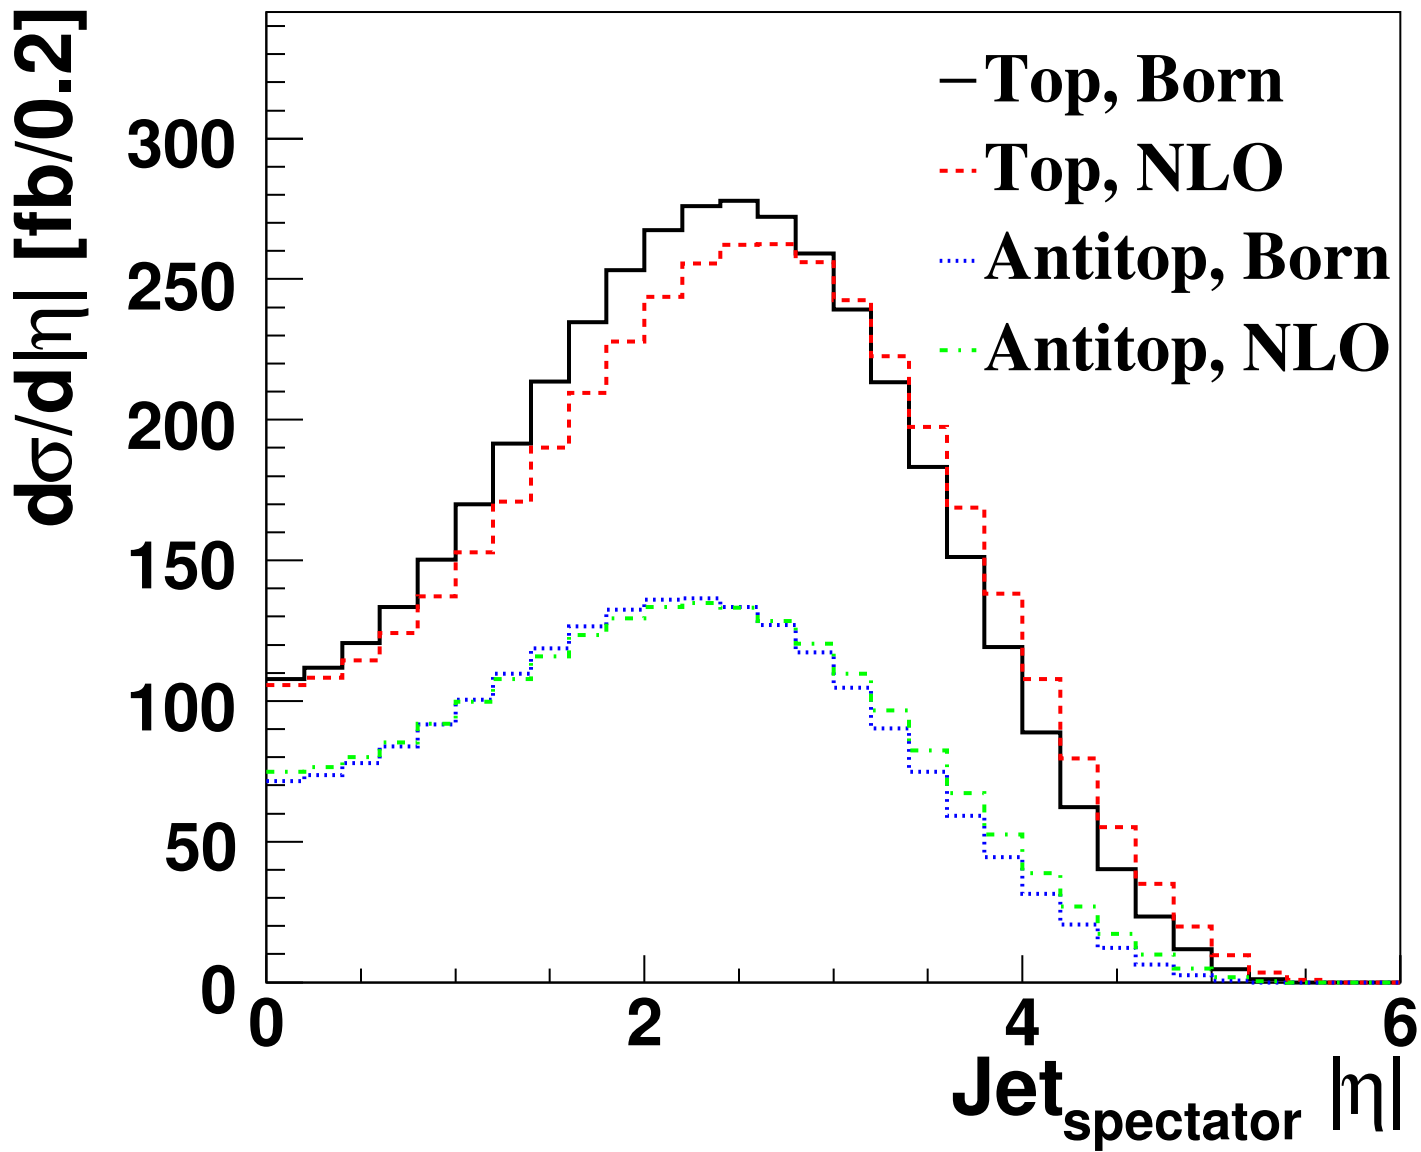 dσ/d|η| [fb/0.2]
Top, Born
Top, NLO
Antitop, Born
Antitop, NLO
300
250
200
150
100
50
0
0 2 4 6
Jet_spectator |η|